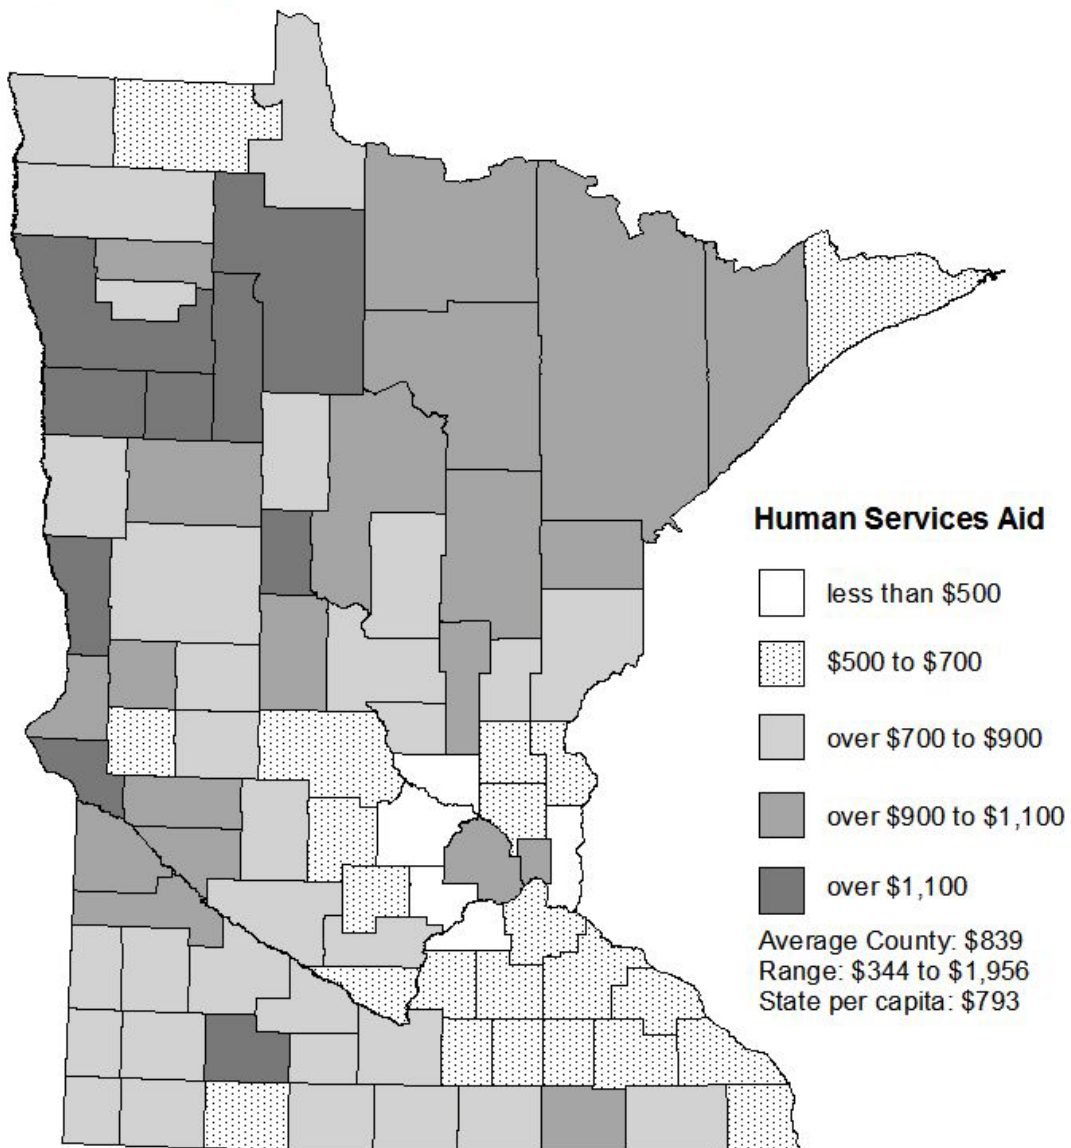 Human Services Aid
less than $500
$500 to $700
over $700 to $900
over $900 to $1,100
over $1,100
Average County: $839
Range: $344 to $1,956
State per capita: $793